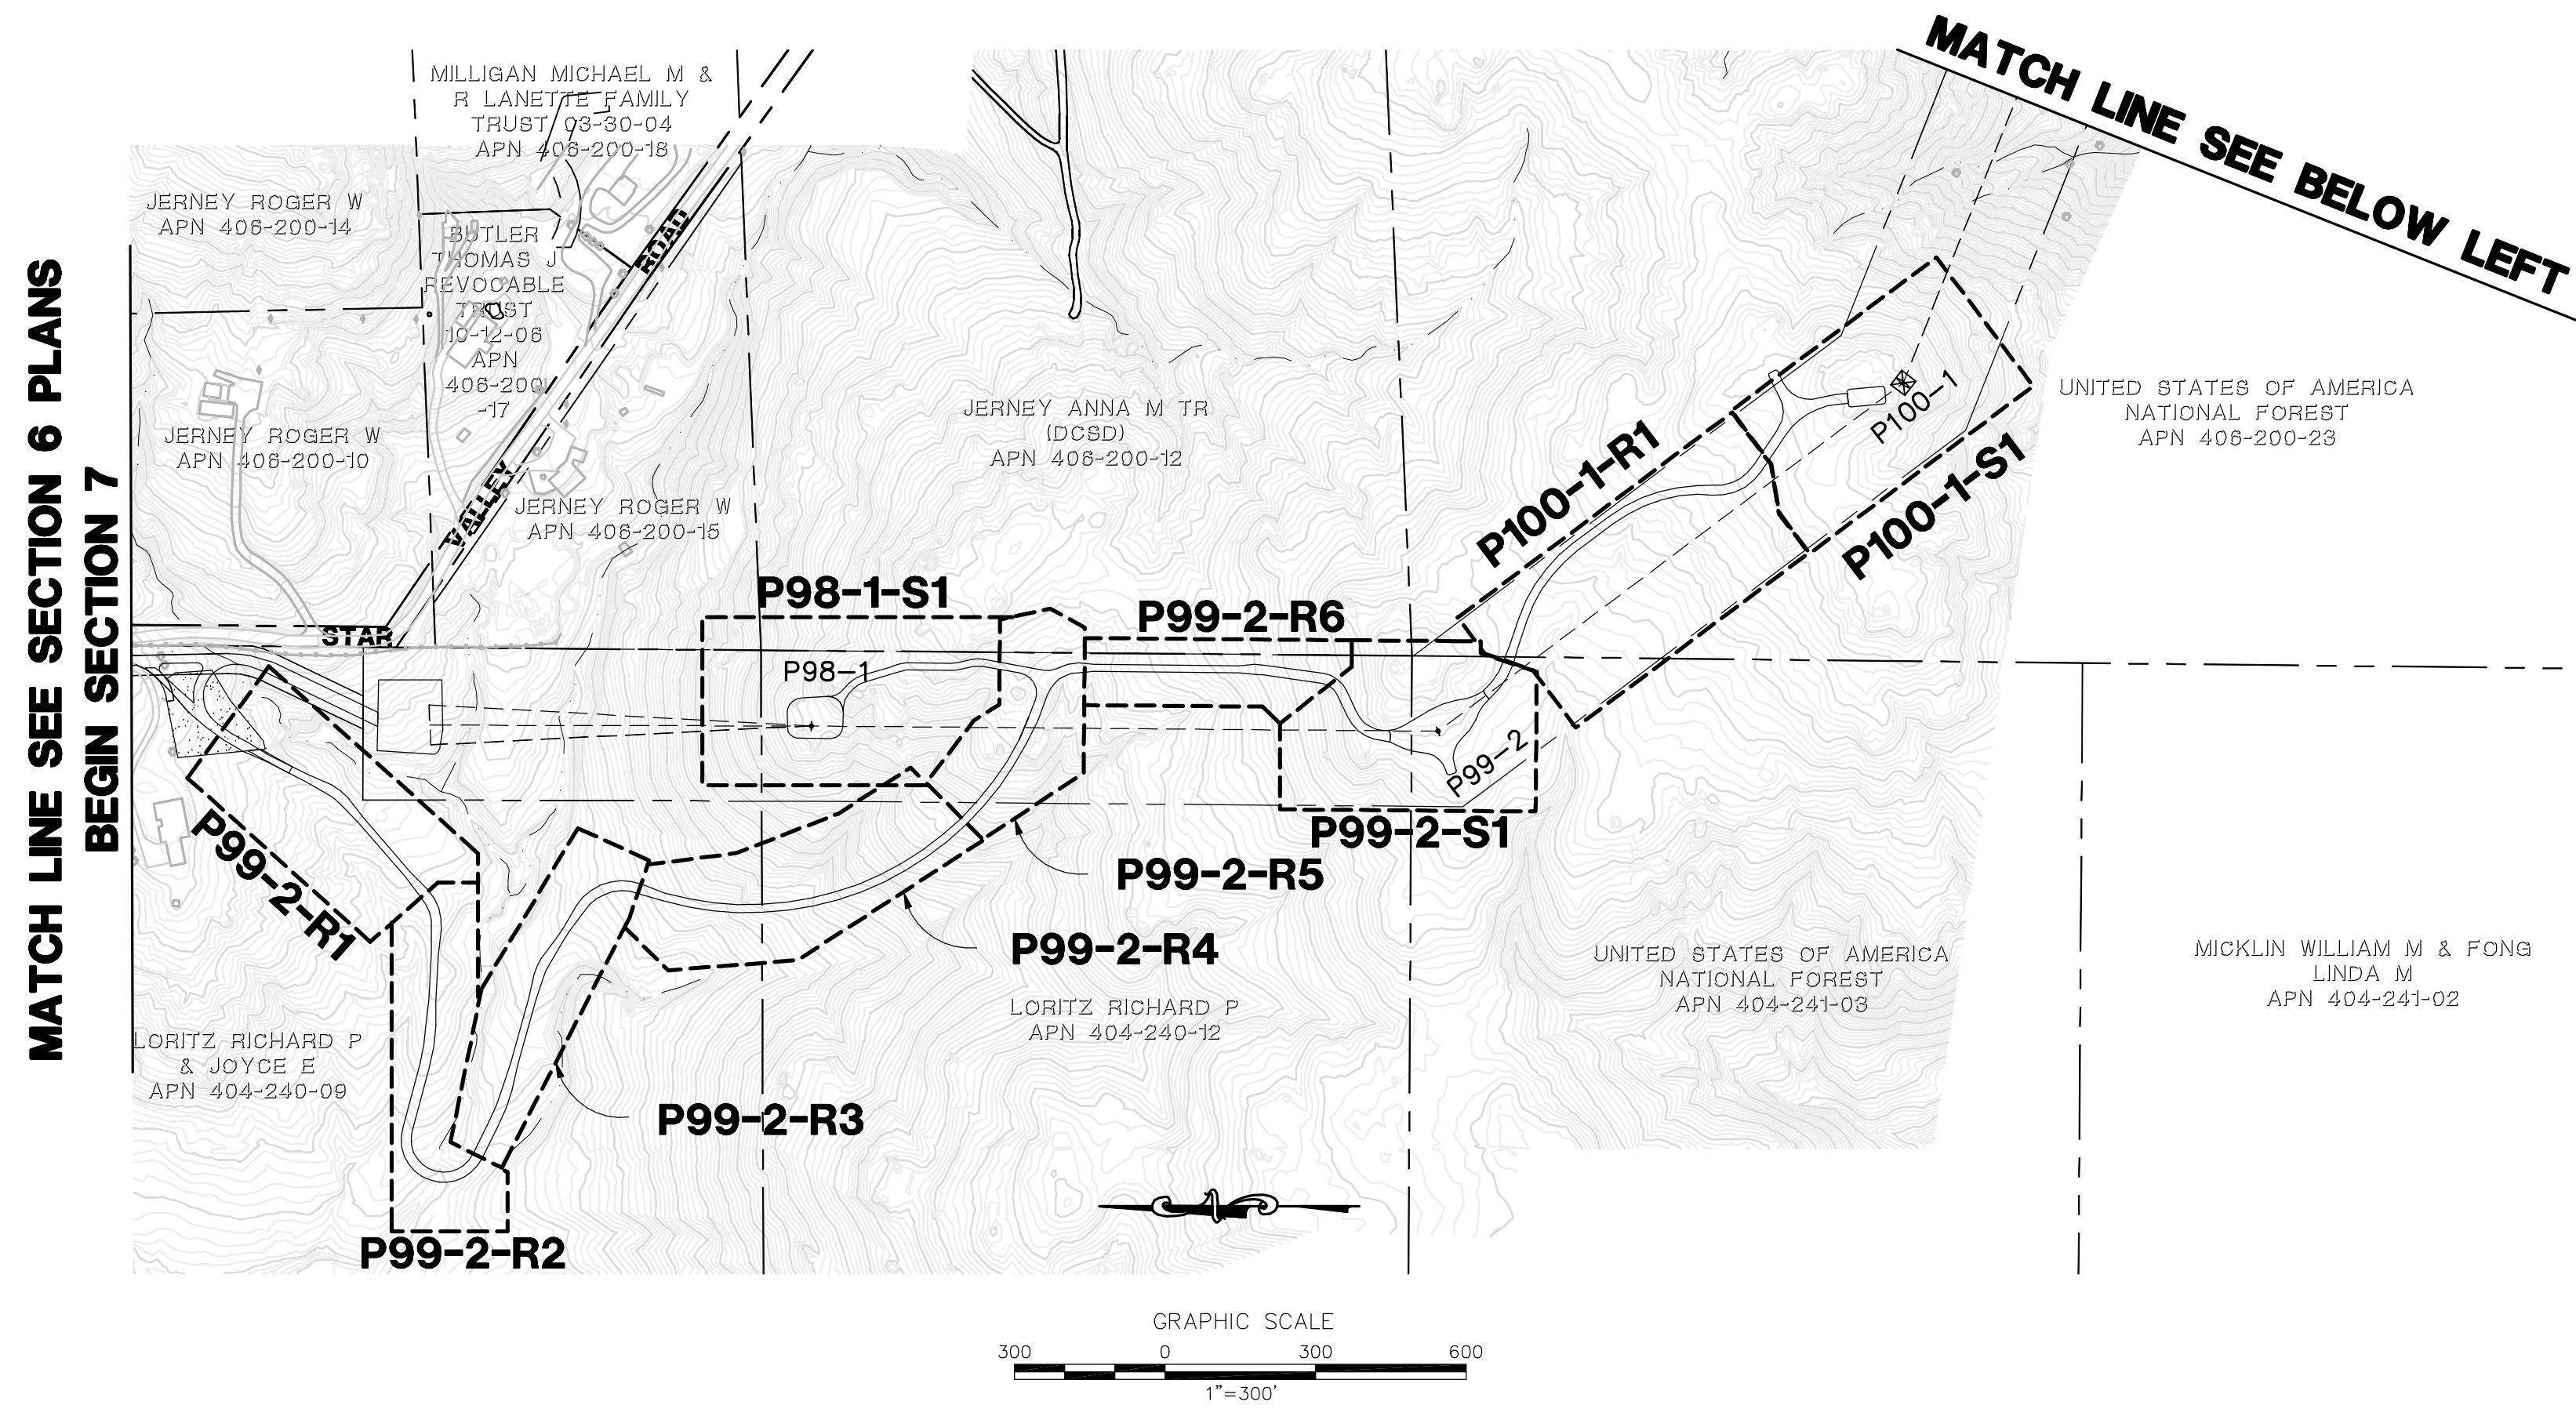 MATCH LINE SEE BELOW LEFT
MATCH LINE SEE SECTION 6 PLANS
BEGIN SECTION 7
MILLIGAN MICHAEL M &
R LANETTE FAMILY
TRUST 03-30-04
APN 406-200-18
JERNEY ROGER W
APN 406-200-14
BUTLER
THOMAS J
REVOCABLE
TRUST
10-12-06
APN
406-200
-17
ROAD
JERNEY ROGER W
APN 406-200-10
VALLEY
JERNEY ROGER W
APN 406-200-15
STAR
JERNEY ANNA M TR
(DCSD)
APN 406-200-12
UNITED STATES OF AMERICA
NATIONAL FOREST
APN 406-200-23
P100-1
P100-1-R1
P100-1-S1
P98-1-S1
P98-1
P99-2-R6
P99-2
P99-2-S1
P99-2-R1
P99-2-R5
P99-2-R4
P99-2-R3
P99-2-R2
LORITZ RICHARD P
& JOYCE E
APN 404-240-09
LORITZ RICHARD P
APN 404-240-12
UNITED STATES OF AMERICA
NATIONAL FOREST
APN 404-241-03
MICKLIN WILLIAM M & FONG
LINDA M
APN 404-241-02
GRAPHIC SCALE
300 0 300 600
1"=300'